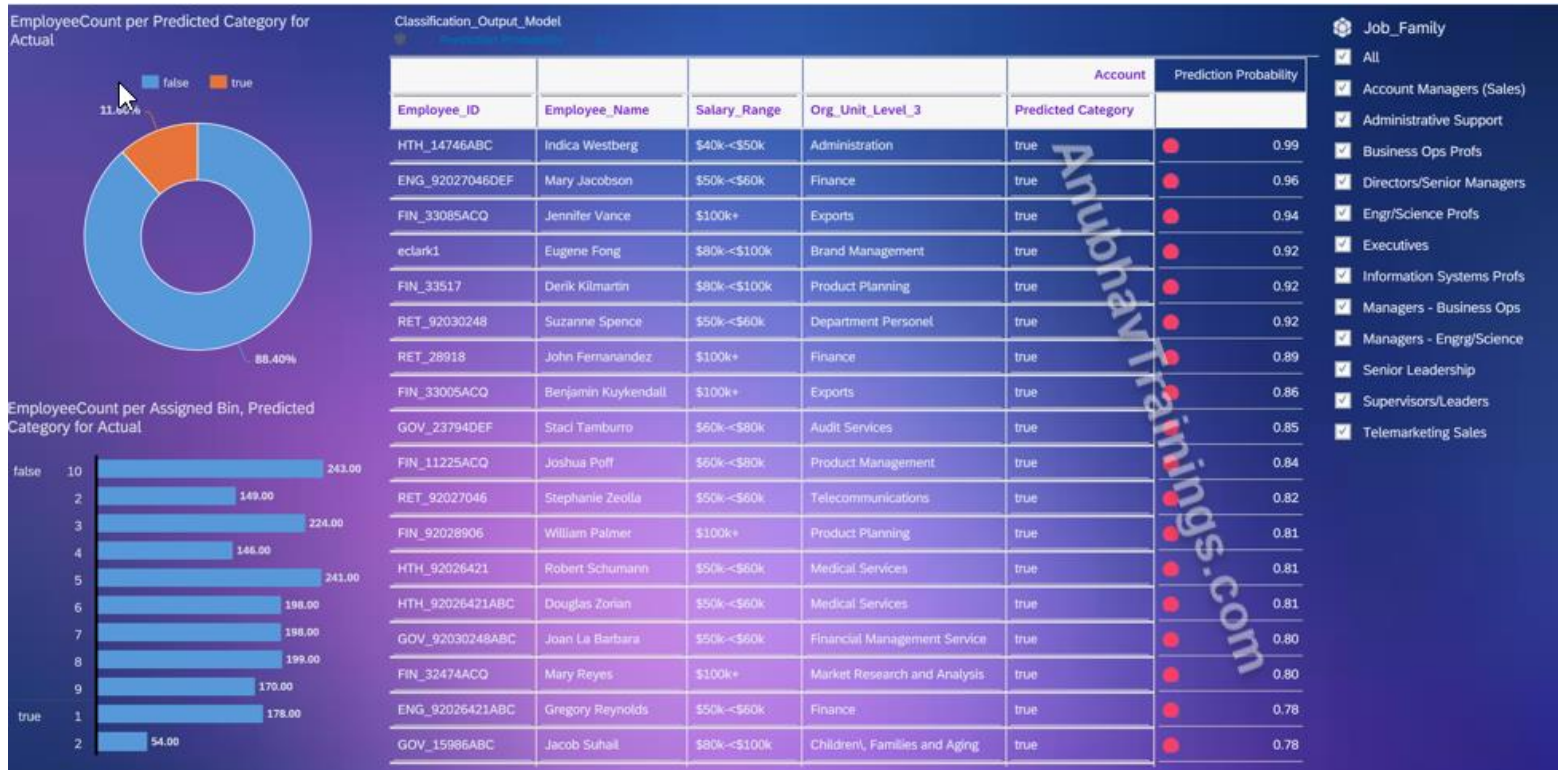 EmployeeCount per Predicted Category for
Actual
false true
88.40%
EmployeeCount per Assigned Bin, Predicted
Category for Actual
false 10 243.00
2 149.00
3 224.00
4 146.00
5 241.00
6 198.00
7 198.00
8 199.00
9 170.00
true 1 178.00
2 54.00
Classification_Output_Model
Account Prediction Probability
Employee_ID Employee_Name Salary_Range Org_Unit_Level_3 Predicted Category
HTH_14746ABC Indica Westberg $40k-<$50k Administration true 0.99
ENG_92027046DEF Mary Jacobson $50k-<$60k Finance true 0.96
FIN_33085ACQ Jennifer Vance $100k+ Exports true 0.94
eclark1 Eugene Fong $80k-<$100k Brand Management true 0.92
FIN_33517 Derik Kilmartin $80k-<$100k Product Planning true 0.92
RET_92030248 Suzanne Spence $50k-<$60k Department Personel true 0.92
RET_28918 John Fernanandez $100k+ Finance true 0.89
FIN_33005ACQ Benjamin Kuykendall $100k+ Exports true 0.86
GOV_23794DEF Staci Tamburro $60k-<$80k Audit Services true 0.85
FIN_11225ACQ Joshua Poff $60k-<$80k Product Management true 0.84
RET_92027046 Stephanie Zeolla $50k-<$60k Telecommunications true 0.82
FIN_92028906 William Palmer $100k+ Product Planning true 0.81
HTH_92026421 Robert Schumann $50k-<$60k Medical Services true 0.81
HTH_92026421ABC Douglas Zorian $50k-<$60k Medical Services true 0.81
GOV_92030248ABC Joan La Barbara $50k-<$60k Financial Management Service true 0.80
FIN_32474ACQ Mary Reyes $100k+ Market Research and Analysis true 0.80
ENG_92026421ABC Gregory Reynolds $50k-<$60k Finance true 0.78
GOV_15986ABC Jacob Suhail $80k-<$100k Children\, Families and Aging true 0.78
AnubhavTrainings.com
Job_Family
All
Account Managers (Sales)
Administrative Support
Business Ops Profs
Directors/Senior Managers
Engr/Science Profs
Executives
Information Systems Profs
Managers - Business Ops
Managers - Engrg/Science
Senior Leadership
Supervisors/Leaders
Telemarketing Sales